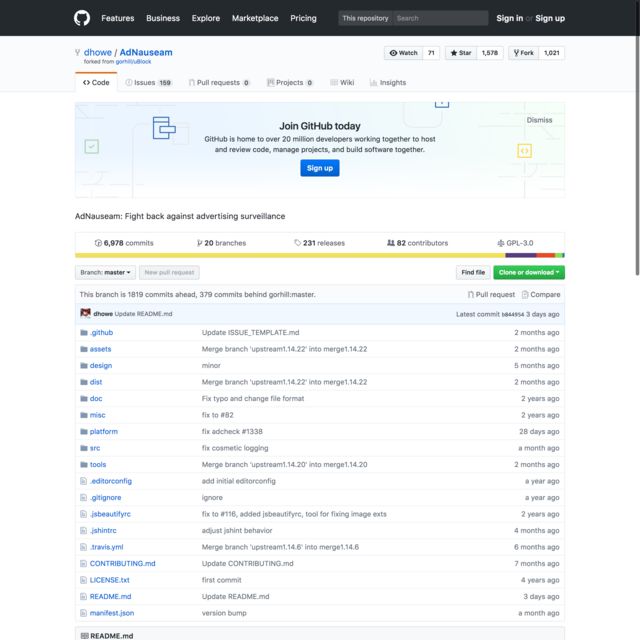 Features Business Explore Marketplace Pricing This repository Search Sign in or Sign up
dhowe / AdNauseam Watch 71 Star 1,578 Fork 1,021
forked from gorhill/uBlock
Code Issues 159 Pull requests 0 Projects 0 Wiki Insights
Dismiss
Join GitHub today
GitHub is home to over 20 million developers working together to host
and review code, manage projects, and build software together.
Sign up
AdNauseam: Fight back against advertising surveillance
6,978 commits 20 branches 231 releases 82 contributors GPL-3.0
Branch: master New pull request Find file Clone or download
This branch is 1819 commits ahead, 379 commits behind gorhill:master. Pull request Compare
dhowe Update README.md Latest commit b844954 3 days ago
.github Update ISSUE_TEMPLATE.md 2 months ago
assets Merge branch 'upstream1.14.22' into merge1.14.22 2 months ago
design minor 5 months ago
dist Merge branch 'upstream1.14.22' into merge1.14.22 2 months ago
doc Fix typo and change file format 2 years ago
misc fix to #82 2 years ago
platform fix adcheck #1338 28 days ago
src fix cosmetic logging a month ago
tools Merge branch 'upstream1.14.20' into merge1.14.20 2 months ago
.editorconfig add initial editorconfig a year ago
.gitignore ignore a year ago
.jsbeautifyrc fix to #116, added jsbeautifyrc, tool for fixing image exts 2 years ago
.jshintrc adjust jshint behavior 4 months ago
.travis.yml Merge branch 'upstream1.14.6' into merge1.14.6 6 months ago
CONTRIBUTING.md Update CONTRIBUTING.md 7 months ago
LICENSE.txt first commit 4 years ago
README.md Update README.md 3 days ago
manifest.json version bump a month ago
README.md